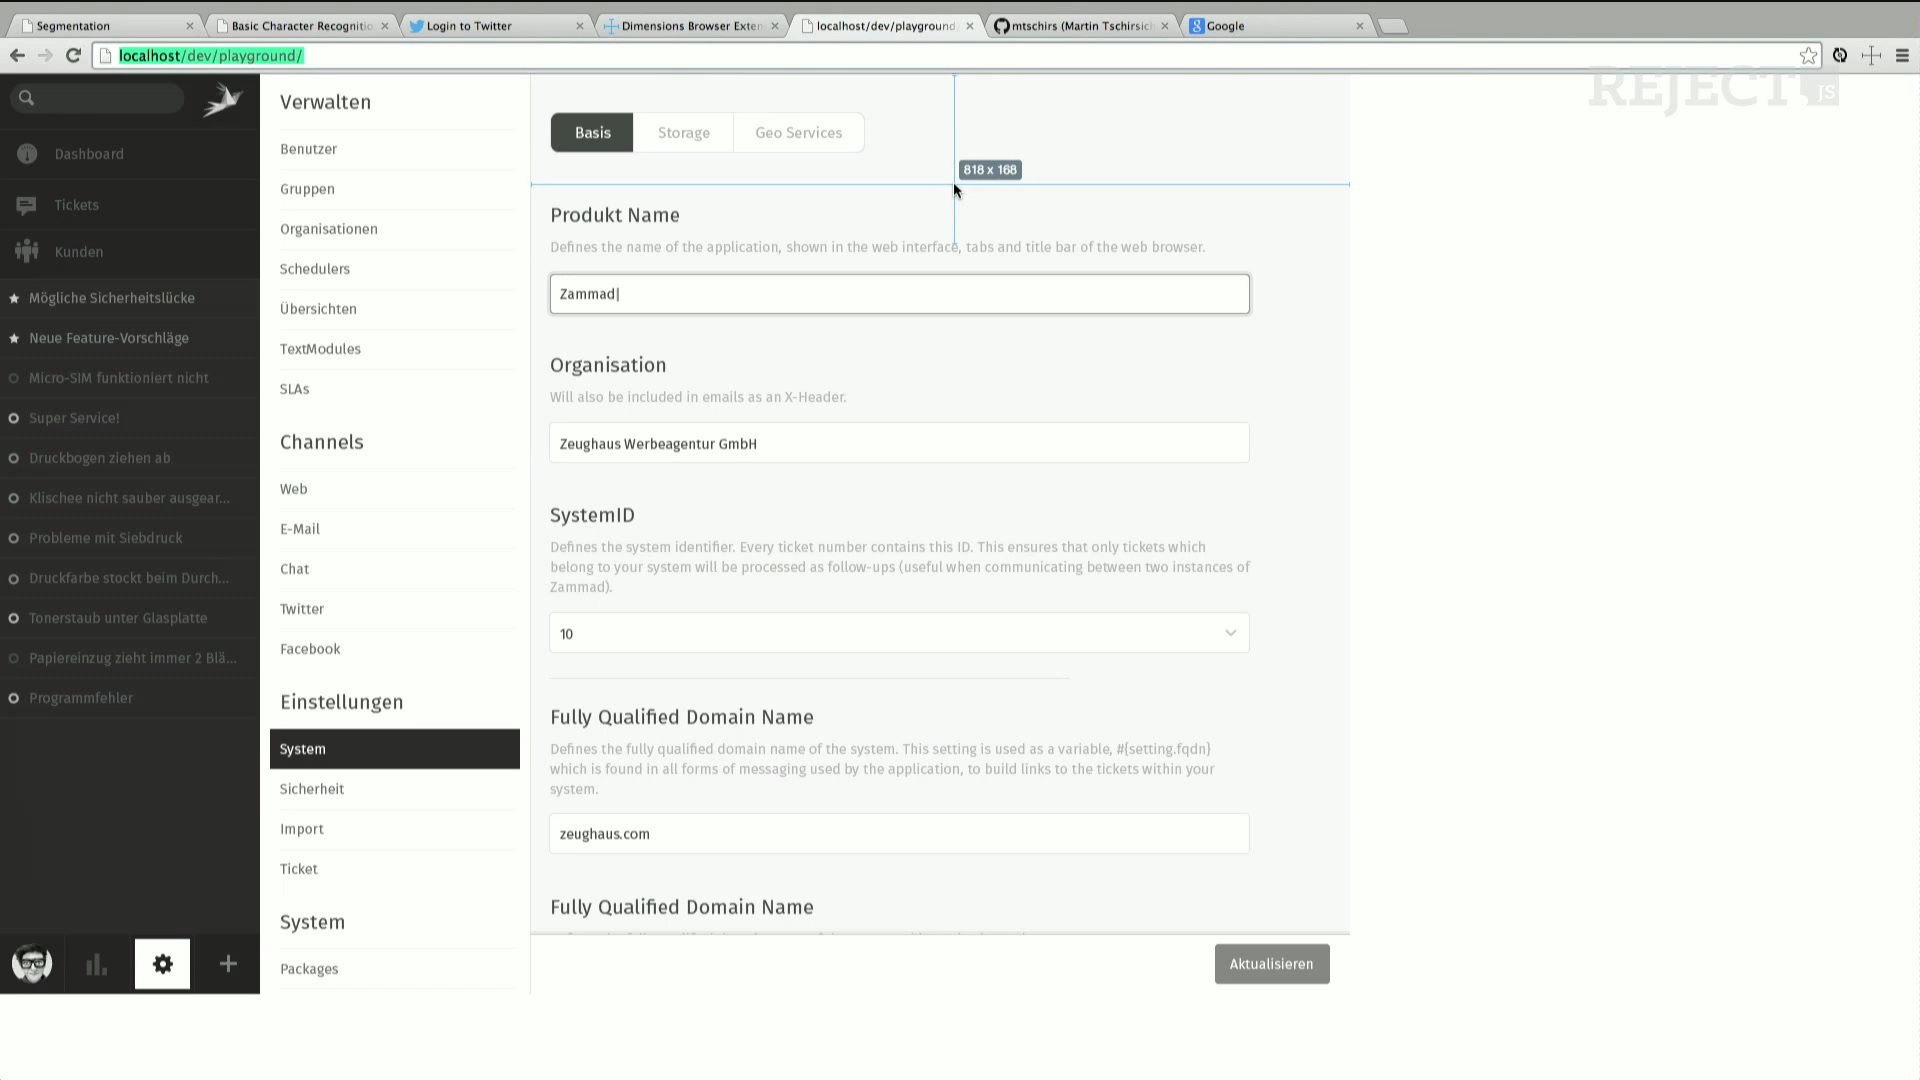 Segmentation
Basic Character Recognitio
Login to Twitter
Dimensions Browser Exten
localhost/dev/playground
mtschirs (Martin Tschirsich
Google
localhost/dev/playground/
REJECT JS
Verwalten
Benutzer
Gruppen
Organisationen
Schedulers
Übersichten
TextModules
SLAs
Channels
Web
E-Mail
Chat
Twitter
Facebook
Einstellungen
System
Sicherheit
Import
Ticket
System
Packages
Dashboard
Tickets
Kunden
Mögliche Sicherheitslücke
Neue Feature-Vorschläge
Micro-SIM funktioniert nicht
Super Service!
Druckbogen ziehen ab
Klischee nicht sauber ausgear...
Probleme mit Siebdruck
Druckfarbe stockt beim Durch...
Tonerstaub unter Glasplatte
Papiereinzug zieht immer 2 Blä...
Programmfehler
Basis
Storage
Geo Services
818 x 168
Produkt Name
Defines the name of the application, shown in the web interface, tabs and title bar of the web browser.
Zammad
Organisation
Will also be included in emails as an X-Header.
Zeughaus Werbeagentur GmbH
SystemID
Defines the system identifier. Every ticket number contains this ID. This ensures that only tickets which
belong to your system will be processed as follow-ups (useful when communicating between two instances of
Zammad).
10
Fully Qualified Domain Name
Defines the fully qualified domain name of the system. This setting is used as a variable, #{setting.fqdn}
which is found in all forms of messaging used by the application, to build links to the tickets within your
system.
zeughaus.com
Fully Qualified Domain Name
Aktualisieren